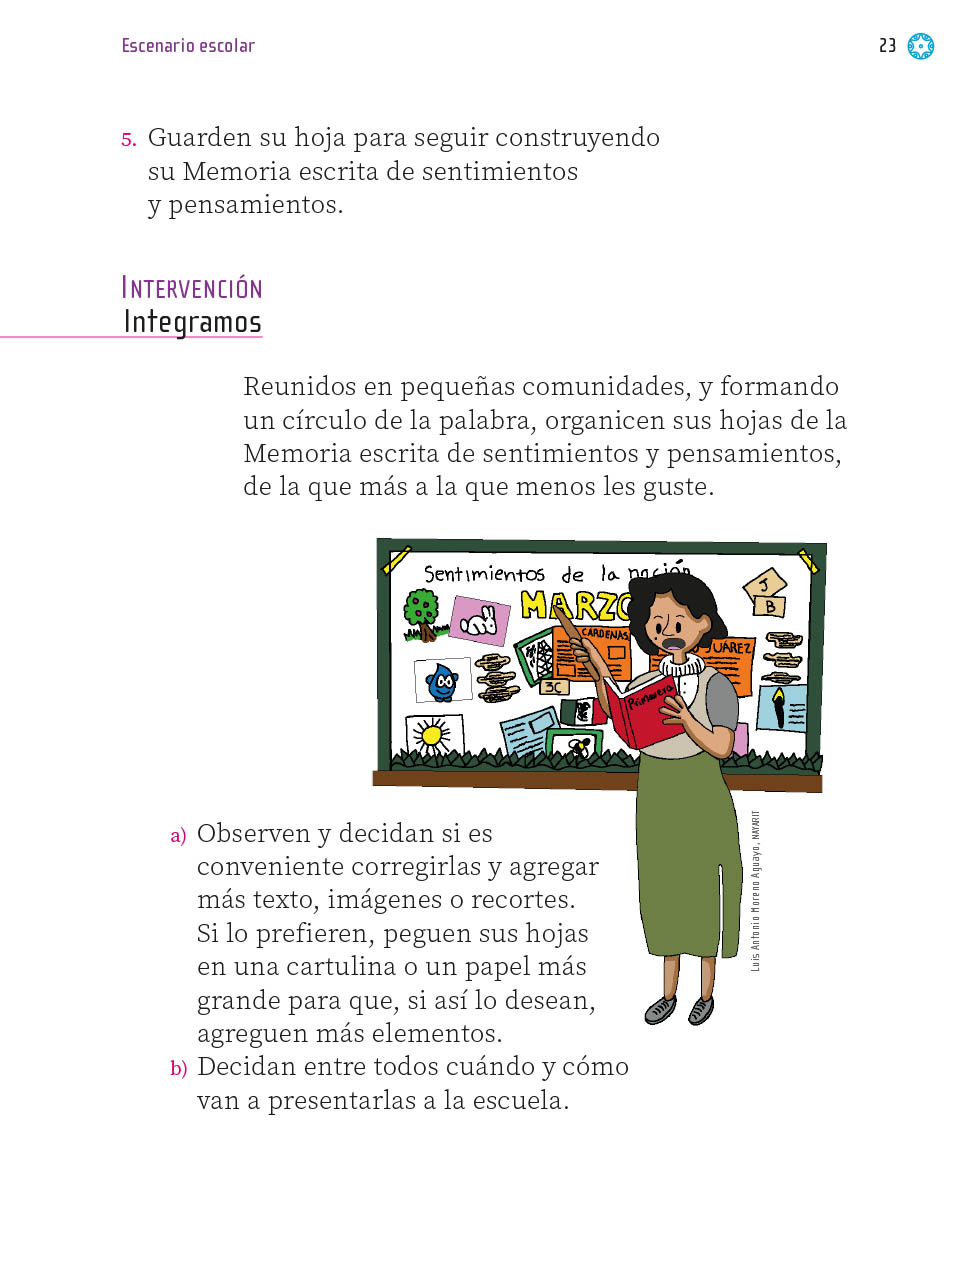 Escenario escolar
23
5. Guarden su hoja para seguir construyendo
su Memoria escrita de sentimientos
y pensamientos.
INTERVENCIÓN
Integramos
Reunidos en pequeñas comunidades, y formando
un círculo de la palabra, organicen sus hojas de la
Memoria escrita de sentimientos y pensamientos,
de la que más a la que menos les guste.
Sentimientos de la nación
MARZO
J
B
CARDENAS
JUAREZ
3C
Primavera
a) Observen y decidan si es
conveniente corregirlas y agregar
más texto, imágenes o recortes.
Si lo prefieren, peguen sus hojas
en una cartulina o un papel más
grande para que, si así lo desean,
agreguen más elementos.
b) Decidan entre todos cuándo y cómo
van a presentarlas a la escuela.
Luis Antonio Moreno Aguayo, NAYARIT